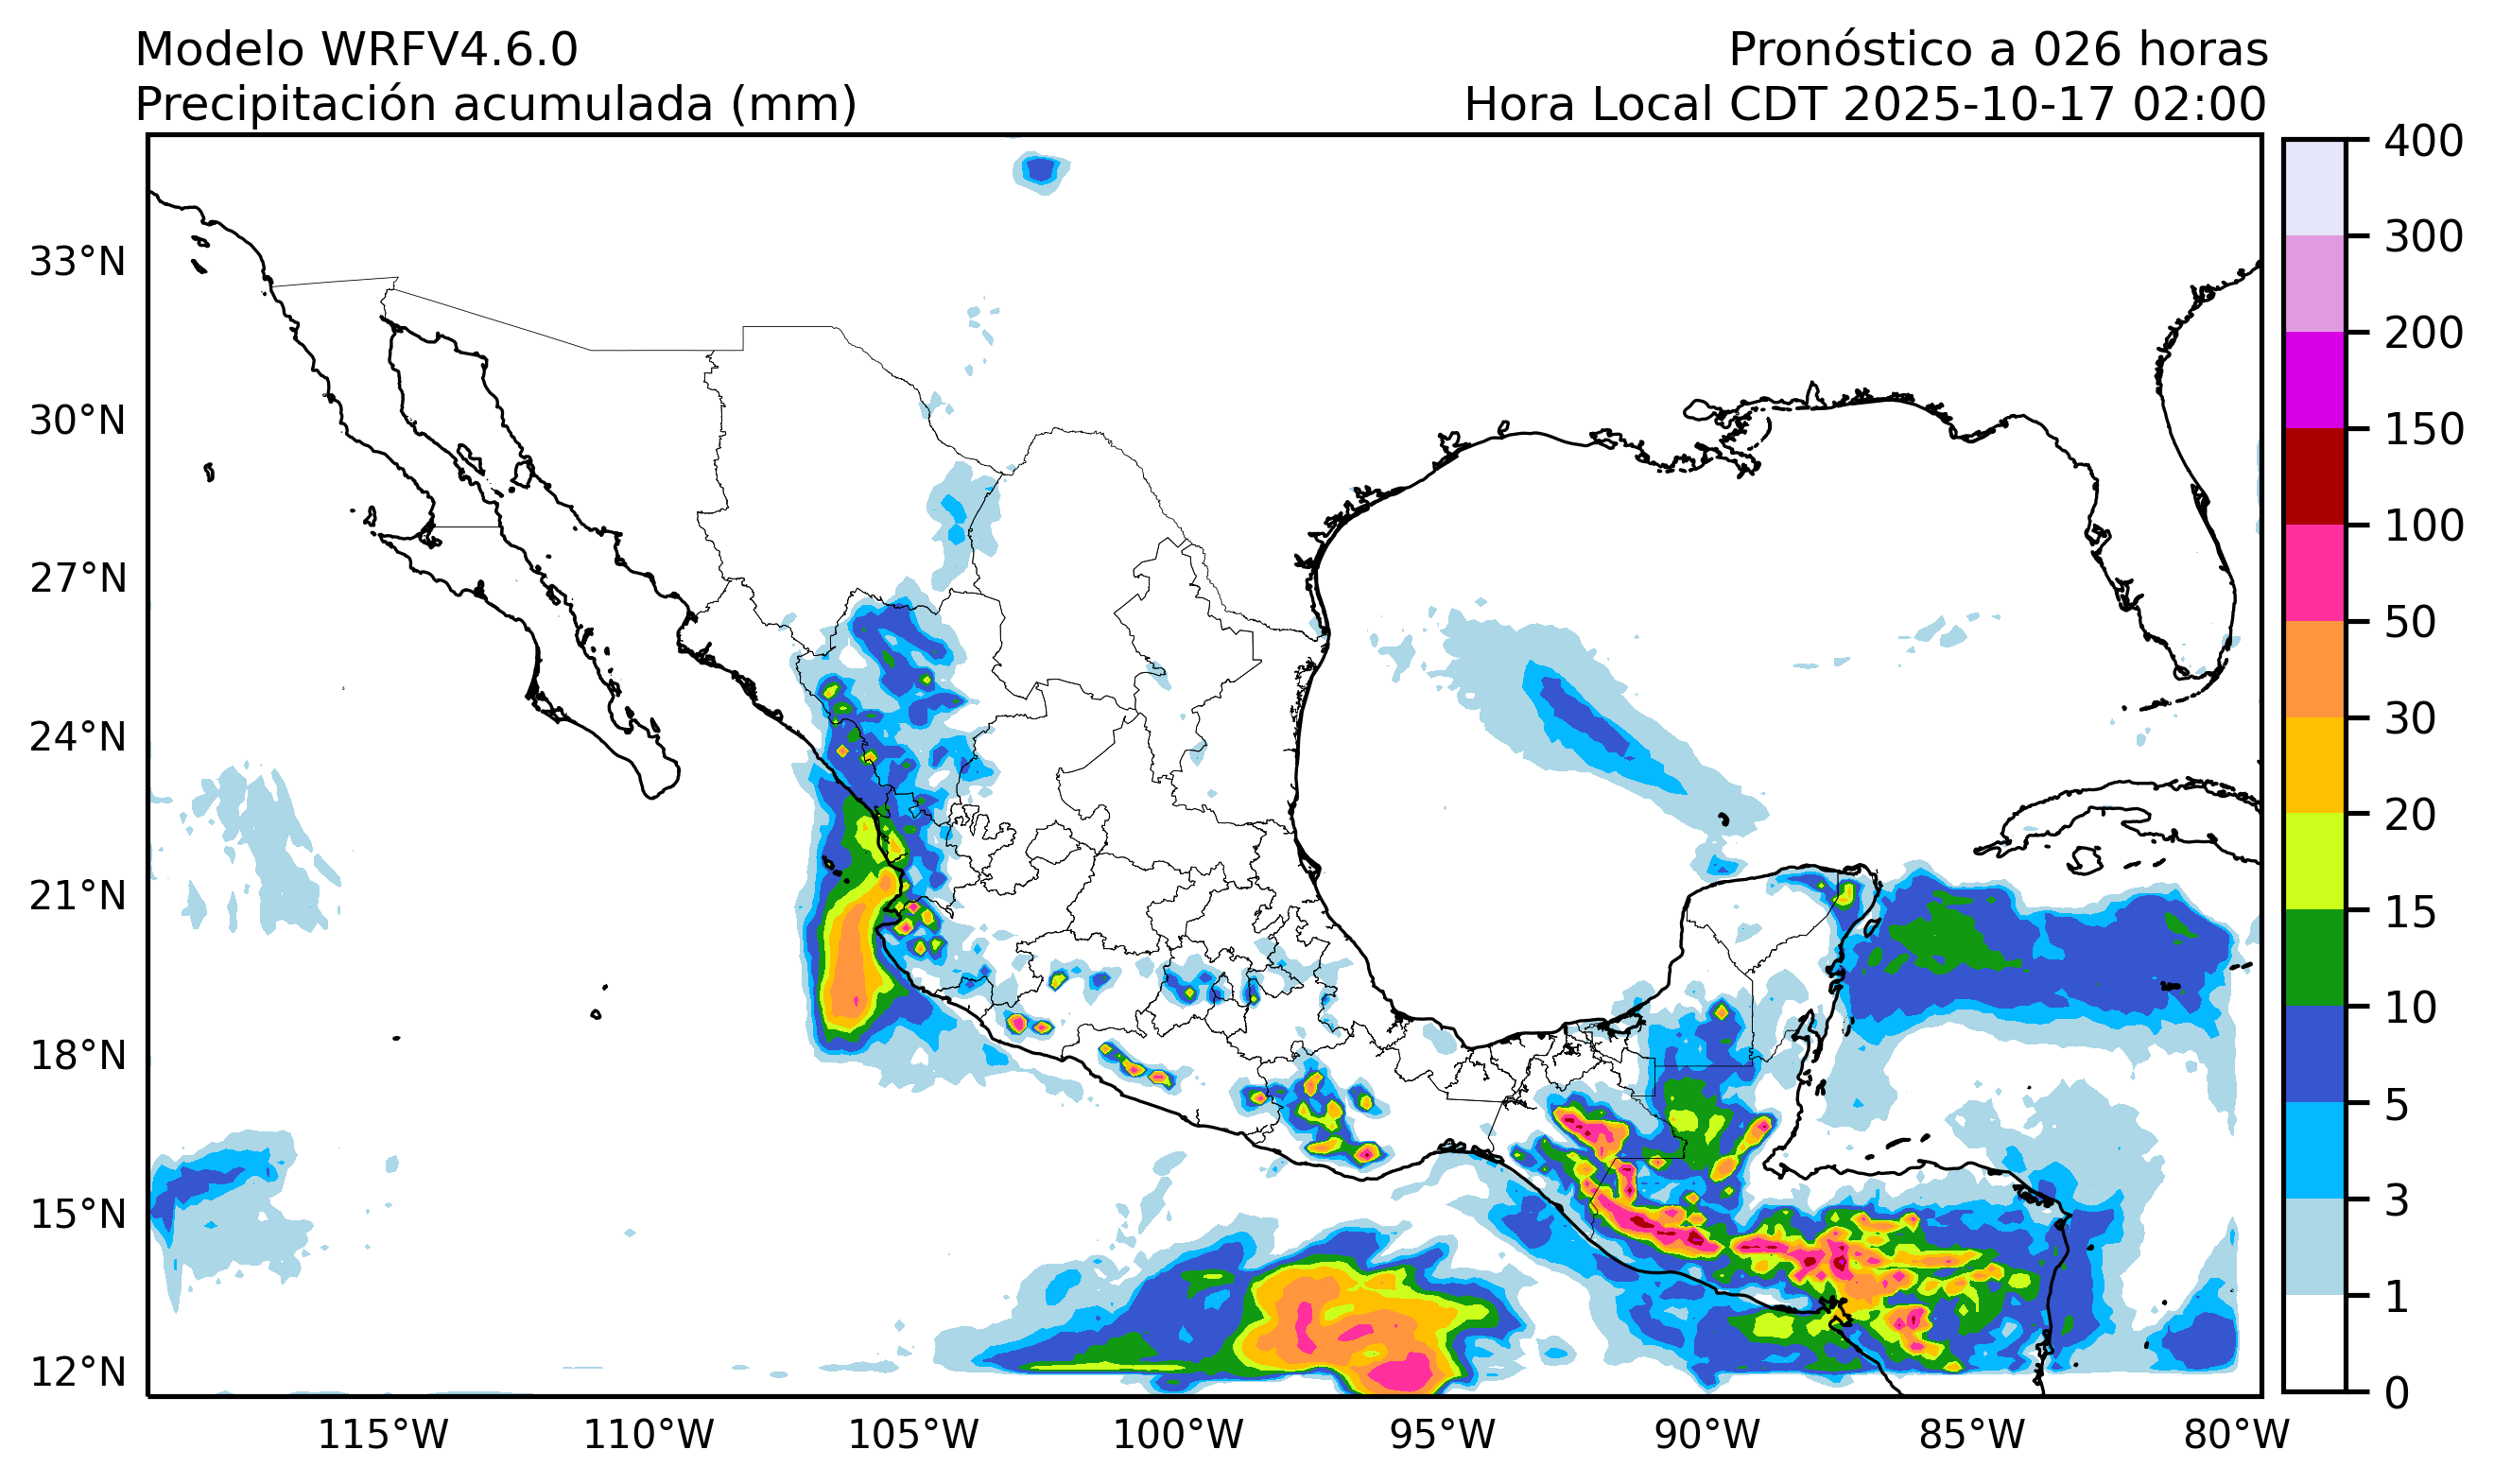 Modelo WRFV4.6.0
Pronóstico a 026 horas
Precipitación acumulada (mm)
Hora Local CDT 2025-10-17 02:00
33°N
30°N
27°N
24°N
21°N
18°N
15°N
12°N
115°W
110°W
105°W
100°W
95°W
90°W
85°W
80°W
400
300
200
150
100
50
30
20
15
10
5
3
1
0